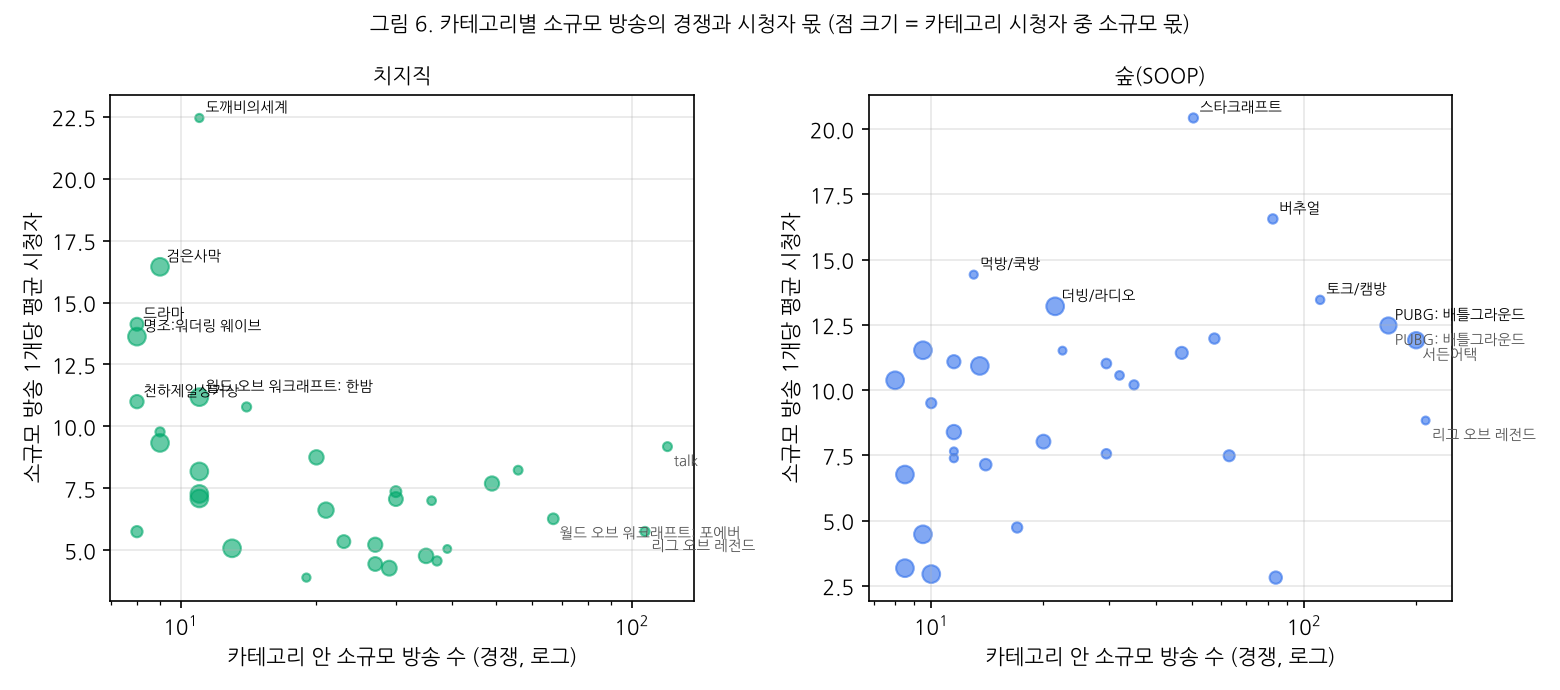 그림 6. 카테고리별 소규모 방송의 경쟁과 시청자 몫 (점 크기 = 카테고리 시청자 중 소규모 몫)
치지직
소규모 방송 1개당 평균 시청자
22.5
20.0
17.5
15.0
12.5
10.0
7.5
5.0
도깨비의세계
검은사막
드라마
명조:워더링 웨이브
월드 오브 워크래프트: 한밤
천하제일상거상
talk
월드 오브 워크래프트: 포에버
리그 오브 레전드
10¹
10²
카테고리 안 소규모 방송 수 (경쟁, 로그)
숲(SOOP)
소규모 방송 1개당 평균 시청자
20.0
17.5
15.0
12.5
10.0
7.5
5.0
2.5
스타크래프트
버추얼
먹방/쿡방
토크/캠방
더빙/라디오
PUBG: 배틀그라운드
PUBG: 배틀그라운드
서든어택
리그 오브 레전드
10¹
10²
카테고리 안 소규모 방송 수 (경쟁, 로그)